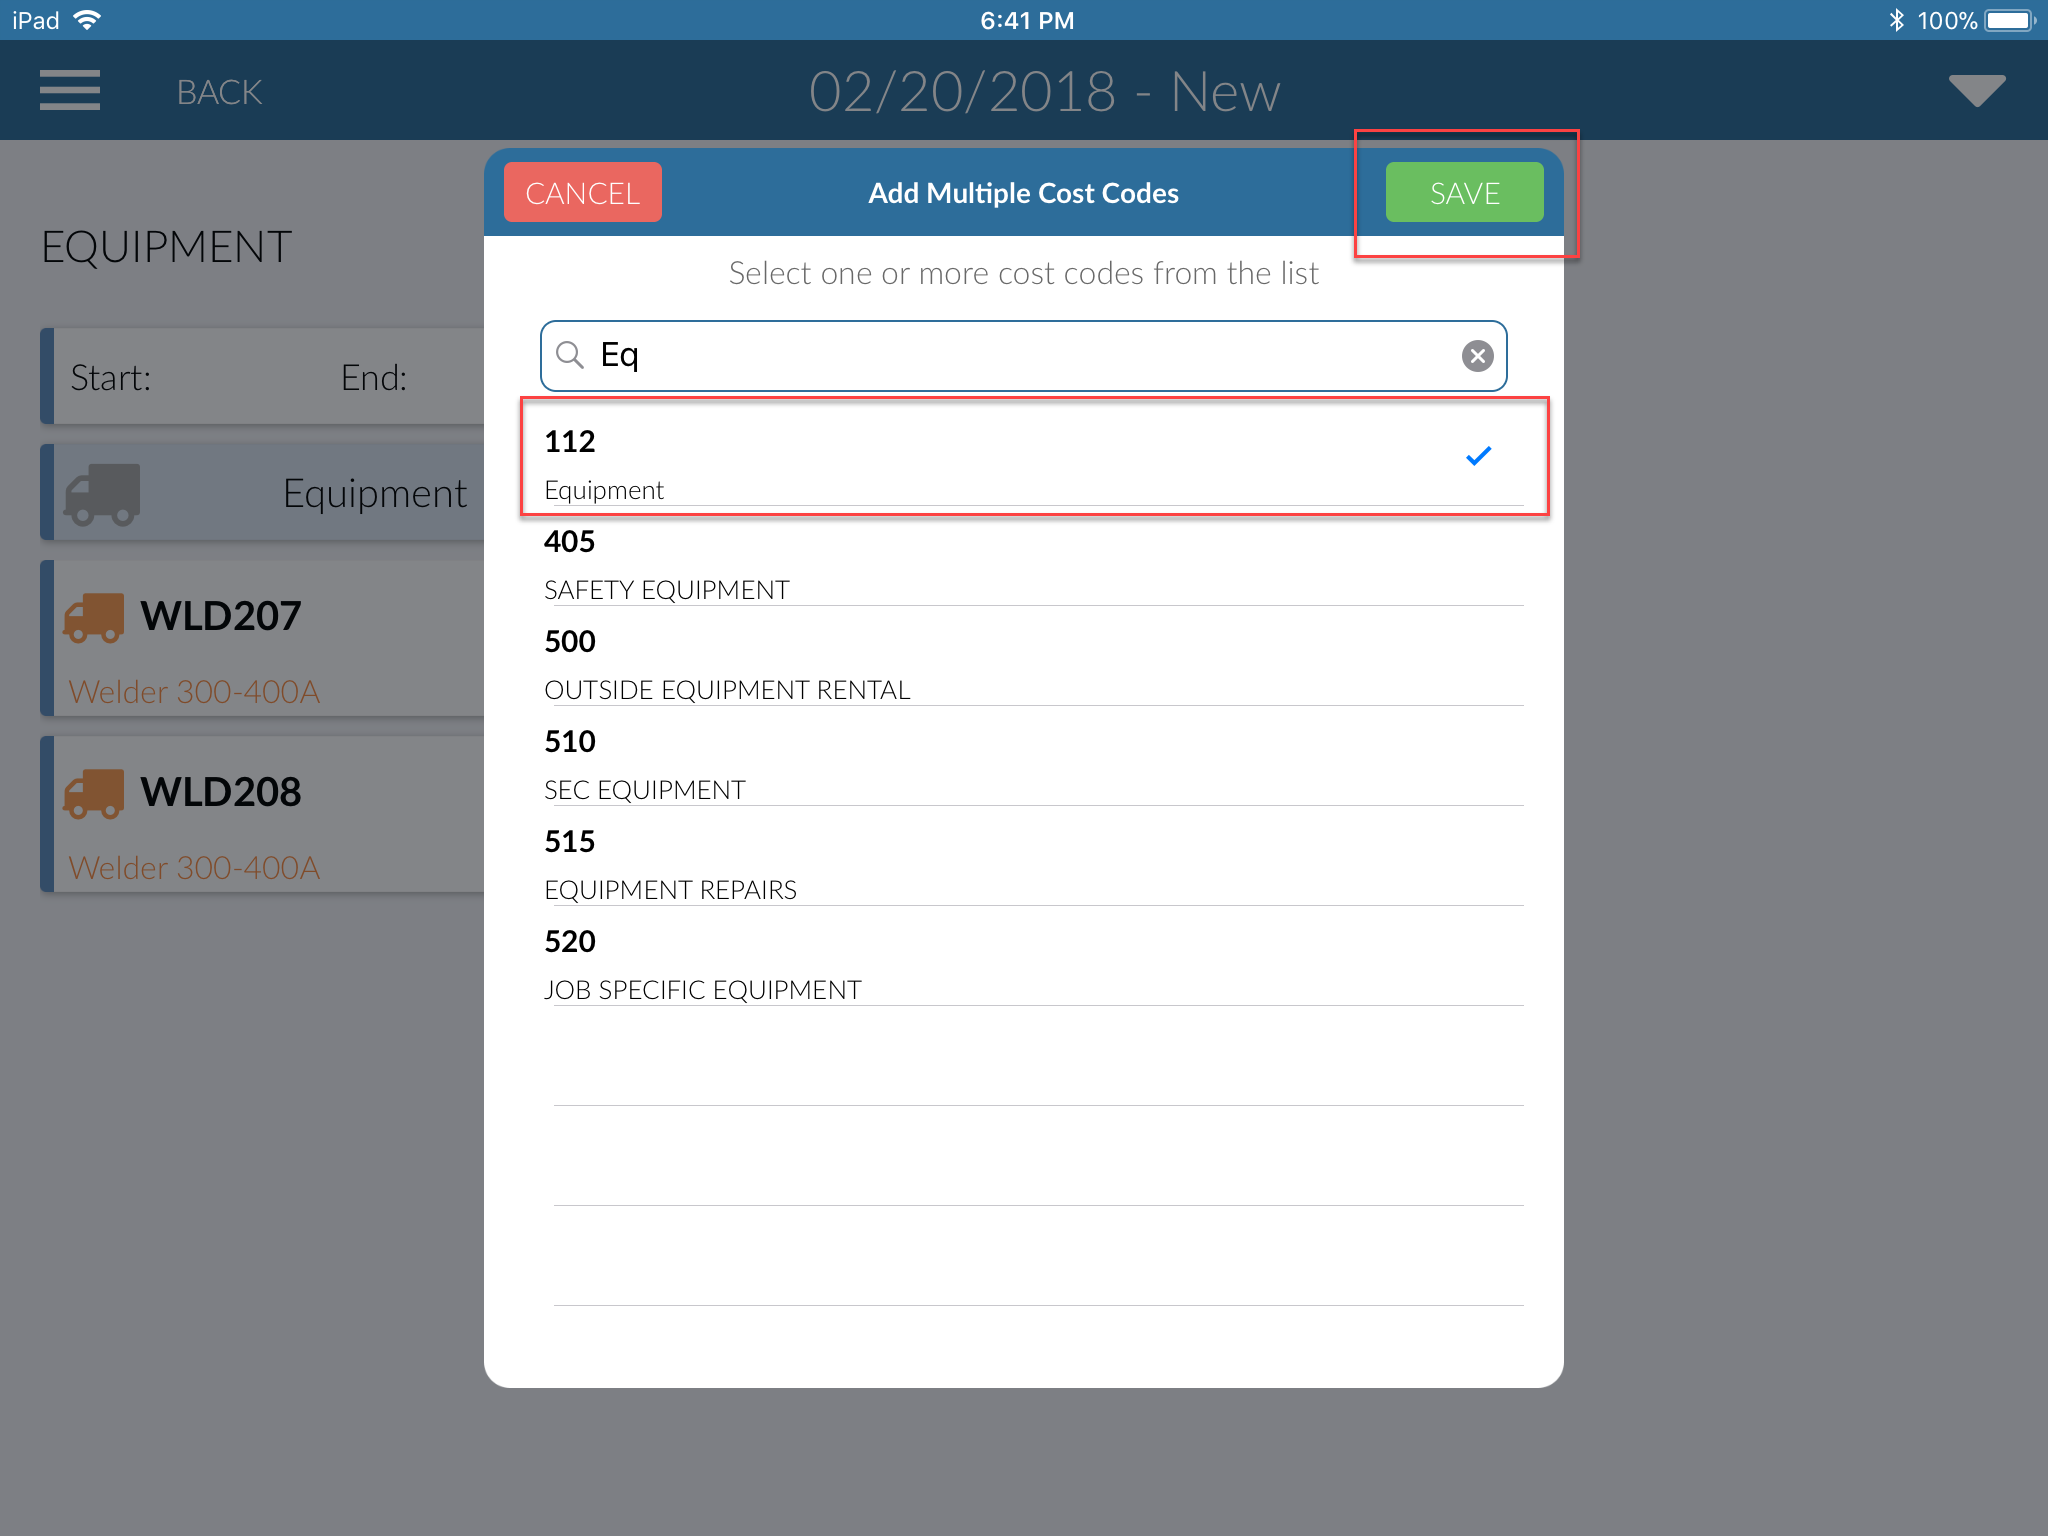 iPad 6:41 PM 100%
BACK 02/20/2018 - New
EQUIPMENT
Start: End:
Equipment
WLD207
Welder 300-400A
WLD208
Welder 300-400A
CANCEL Add Multiple Cost Codes SAVE
Select one or more cost codes from the list
Eq
112
Equipment
405
SAFETY EQUIPMENT
500
OUTSIDE EQUIPMENT RENTAL
510
SEC EQUIPMENT
515
EQUIPMENT REPAIRS
520
JOB SPECIFIC EQUIPMENT